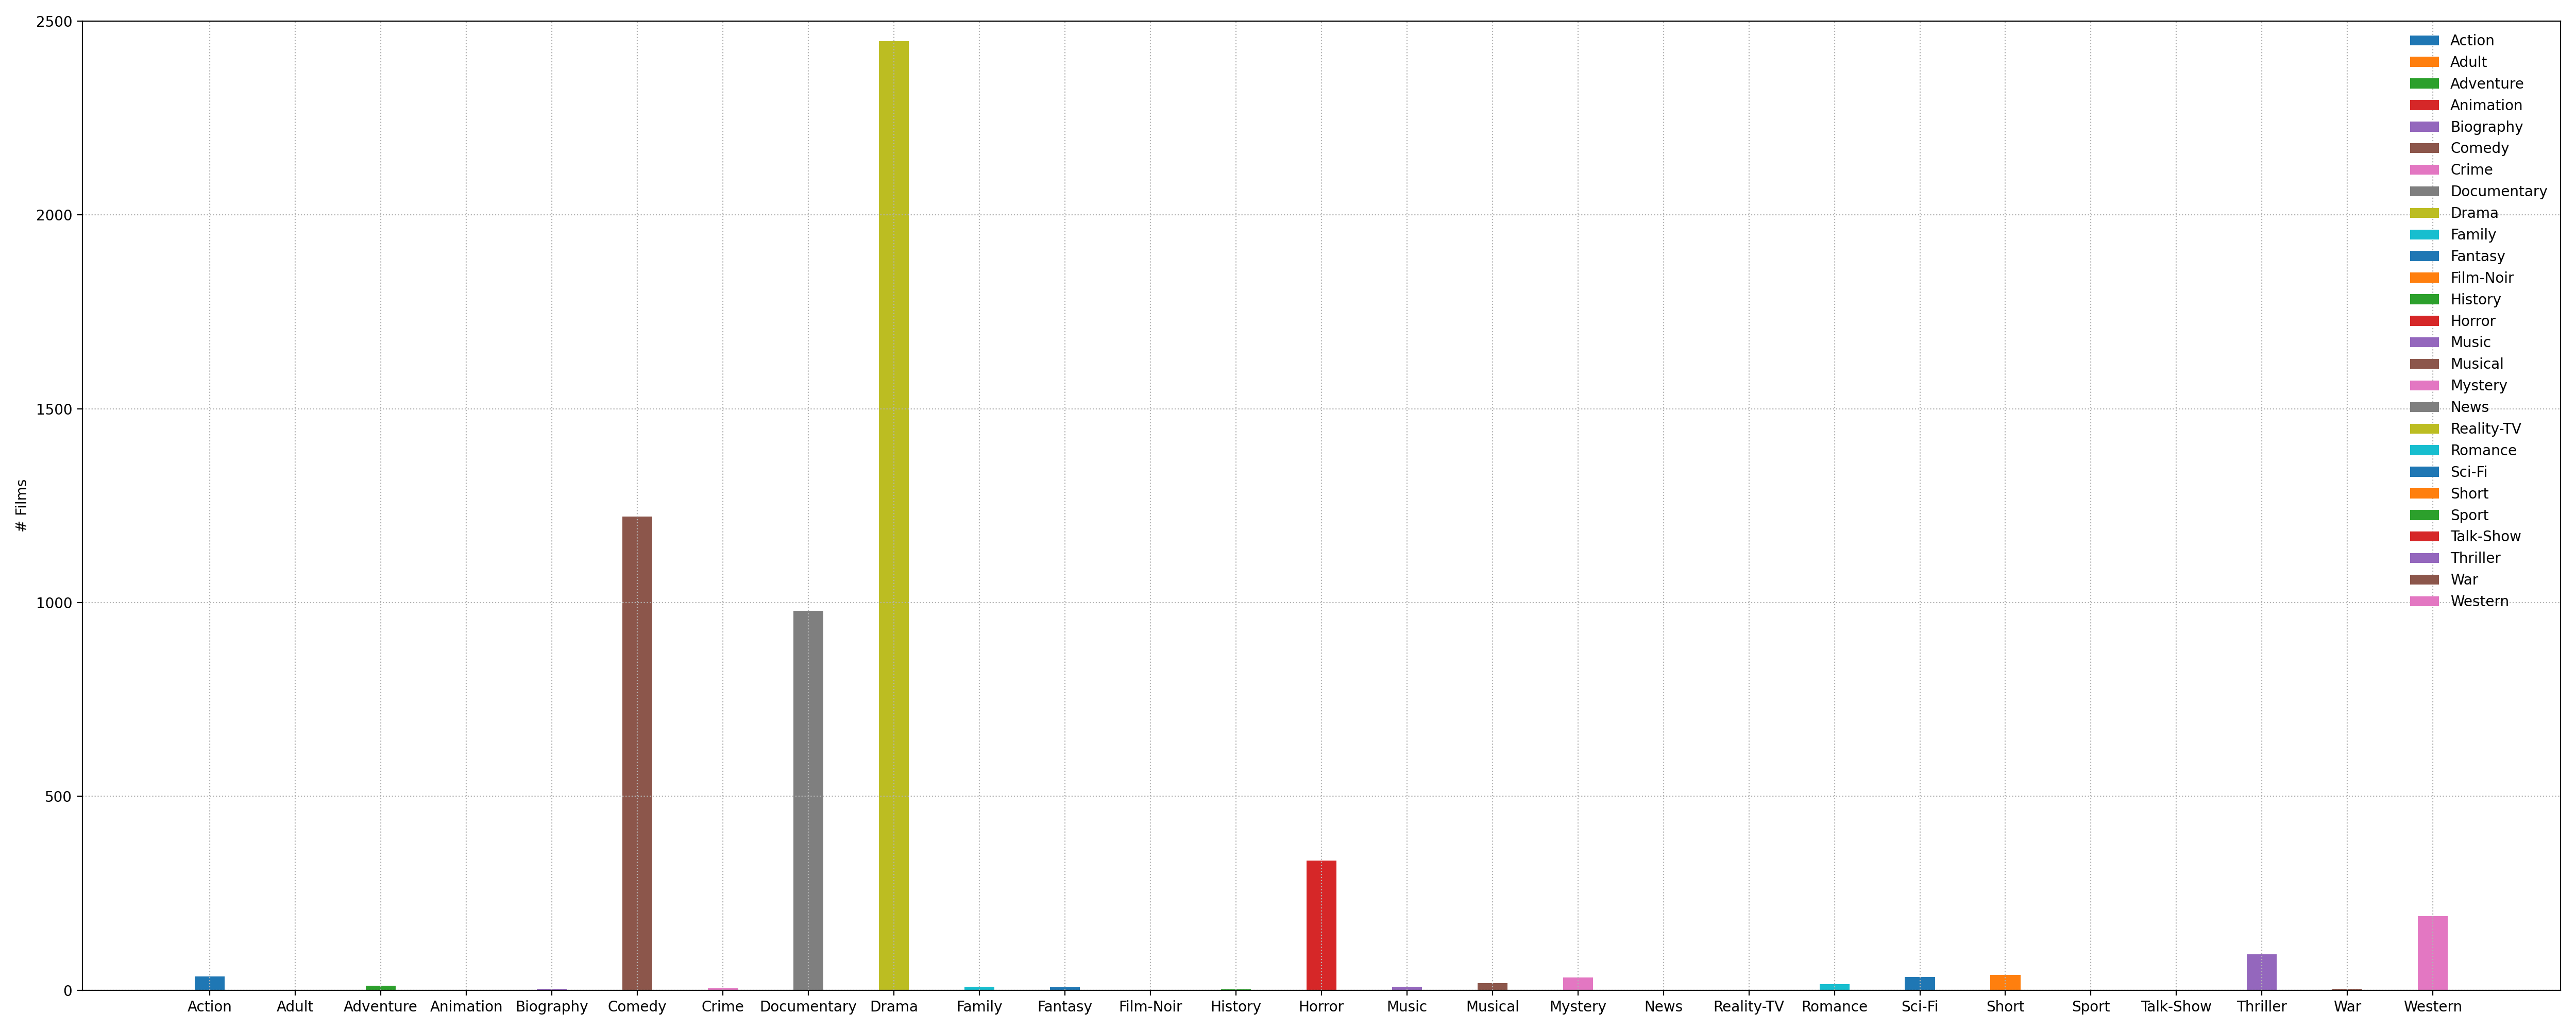 2500
2000
1500
1000
500
0
# Films
Action
Adult
Adventure
Animation
Biography
Comedy
Crime
Documentary
Drama
Family
Fantasy
Film-Noir
History
Horror
Music
Musical
Mystery
News
Reality-TV
Romance
Sci-Fi
Short
Sport
Talk-Show
Thriller
War
Western
Action Adult Adventure Animation Biography Comedy Crime Documentary Drama Family Fantasy Film-Noir History Horror Music Musical Mystery News Reality-TV Romance Sci-Fi Short Sport Talk-Show Thriller War Western